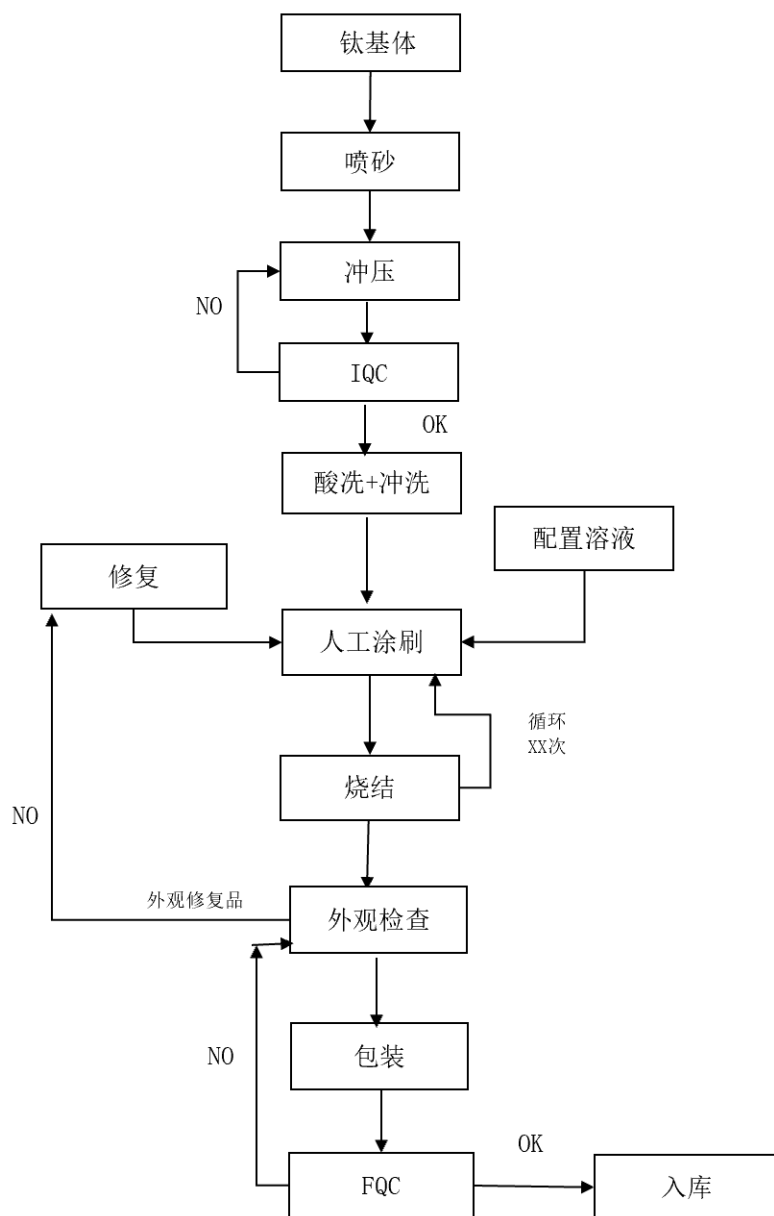 钛基体
喷砂
冲压
NO
IQC
OK
酸洗+冲洗
配置溶液
修复
人工涂刷
循环
XX次
烧结
NO
外观修复品
外观检查
包装
NO
OK
FQC
入库